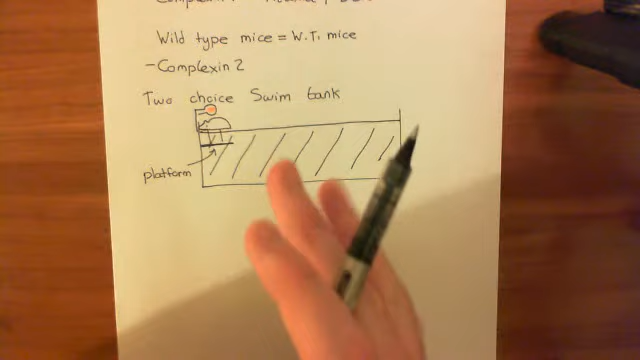 Wild type mice = W.T. mice
- Complexin 2
Two choice Swim tank
platform